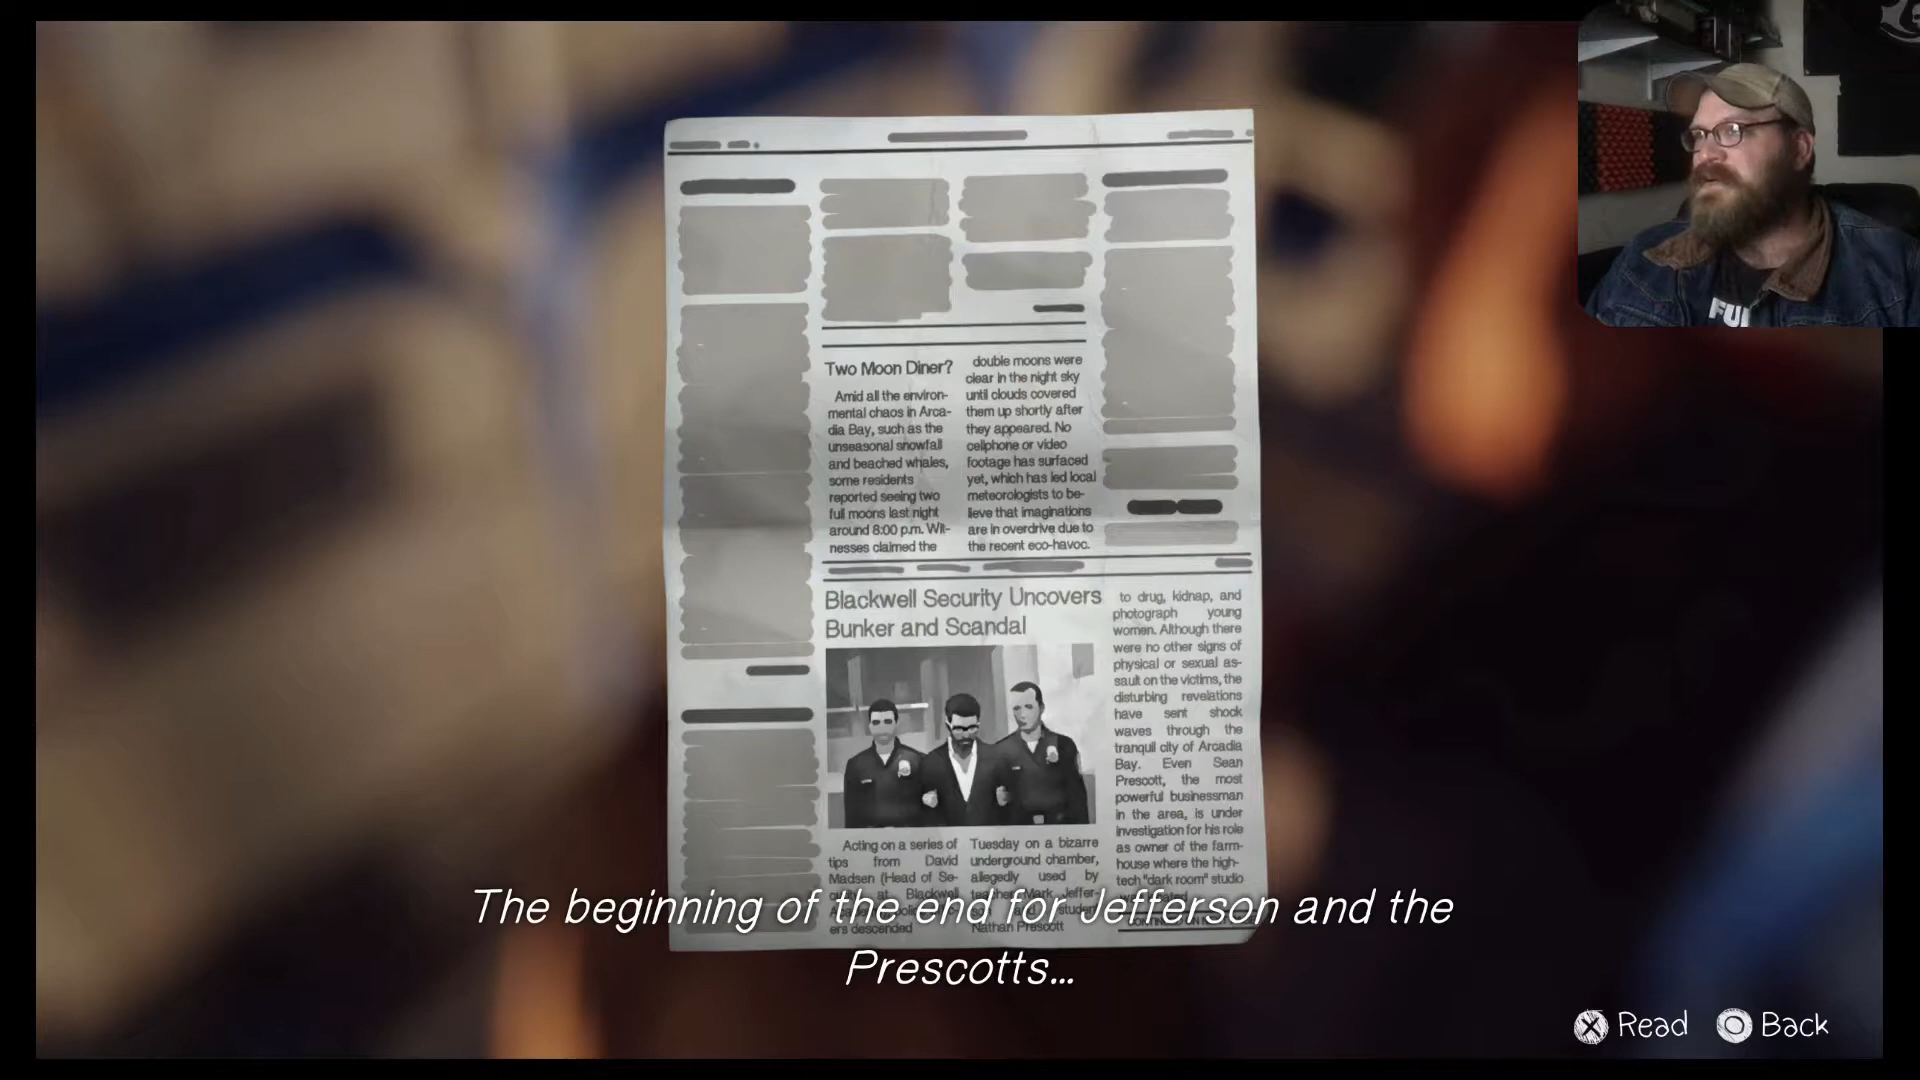 Two Moon Diner?
Amid all the environ-
mental chaos in Arca-
dia Bay, such as the
unseasonal snowfall
and beached whales,
some residents
reported seeing two
full moons last night
around 8:00 p.m. Wit-
nesses claimed the
double moons were
clear in the night sky
until clouds covered
them up shortly after
they appeared. No
cellphone or video
footage has surfaced
yet, which has led local
meteorologists to be-
lieve that imaginations
are in overdrive due to
the recent eco-havoc.
Blackwell Security Uncovers
Bunker and Scandal
Acting on a series of
tips from David
Madsen (Head of Se-
at Blackwell
ers descended
Tuesday on a bizarre
underground chamber,
allegedly used by
Mark Jeffer-
student
Nathan Prescott
to drug, kidnap, and
photograph young
women. Although there
were no other signs of
physical or sexual as-
sault on the victims, the
disturbing revelations
have sent shock
waves through the
tranquil city of Arcadia
Bay. Even Sean
Prescott, the most
powerful businessman
in the area, is under
investigation for his role
as owner of the farm-
house where the high-
tech "dark room" studio
The beginning of the end for Jefferson and the
Prescotts...
FU
Read
Back